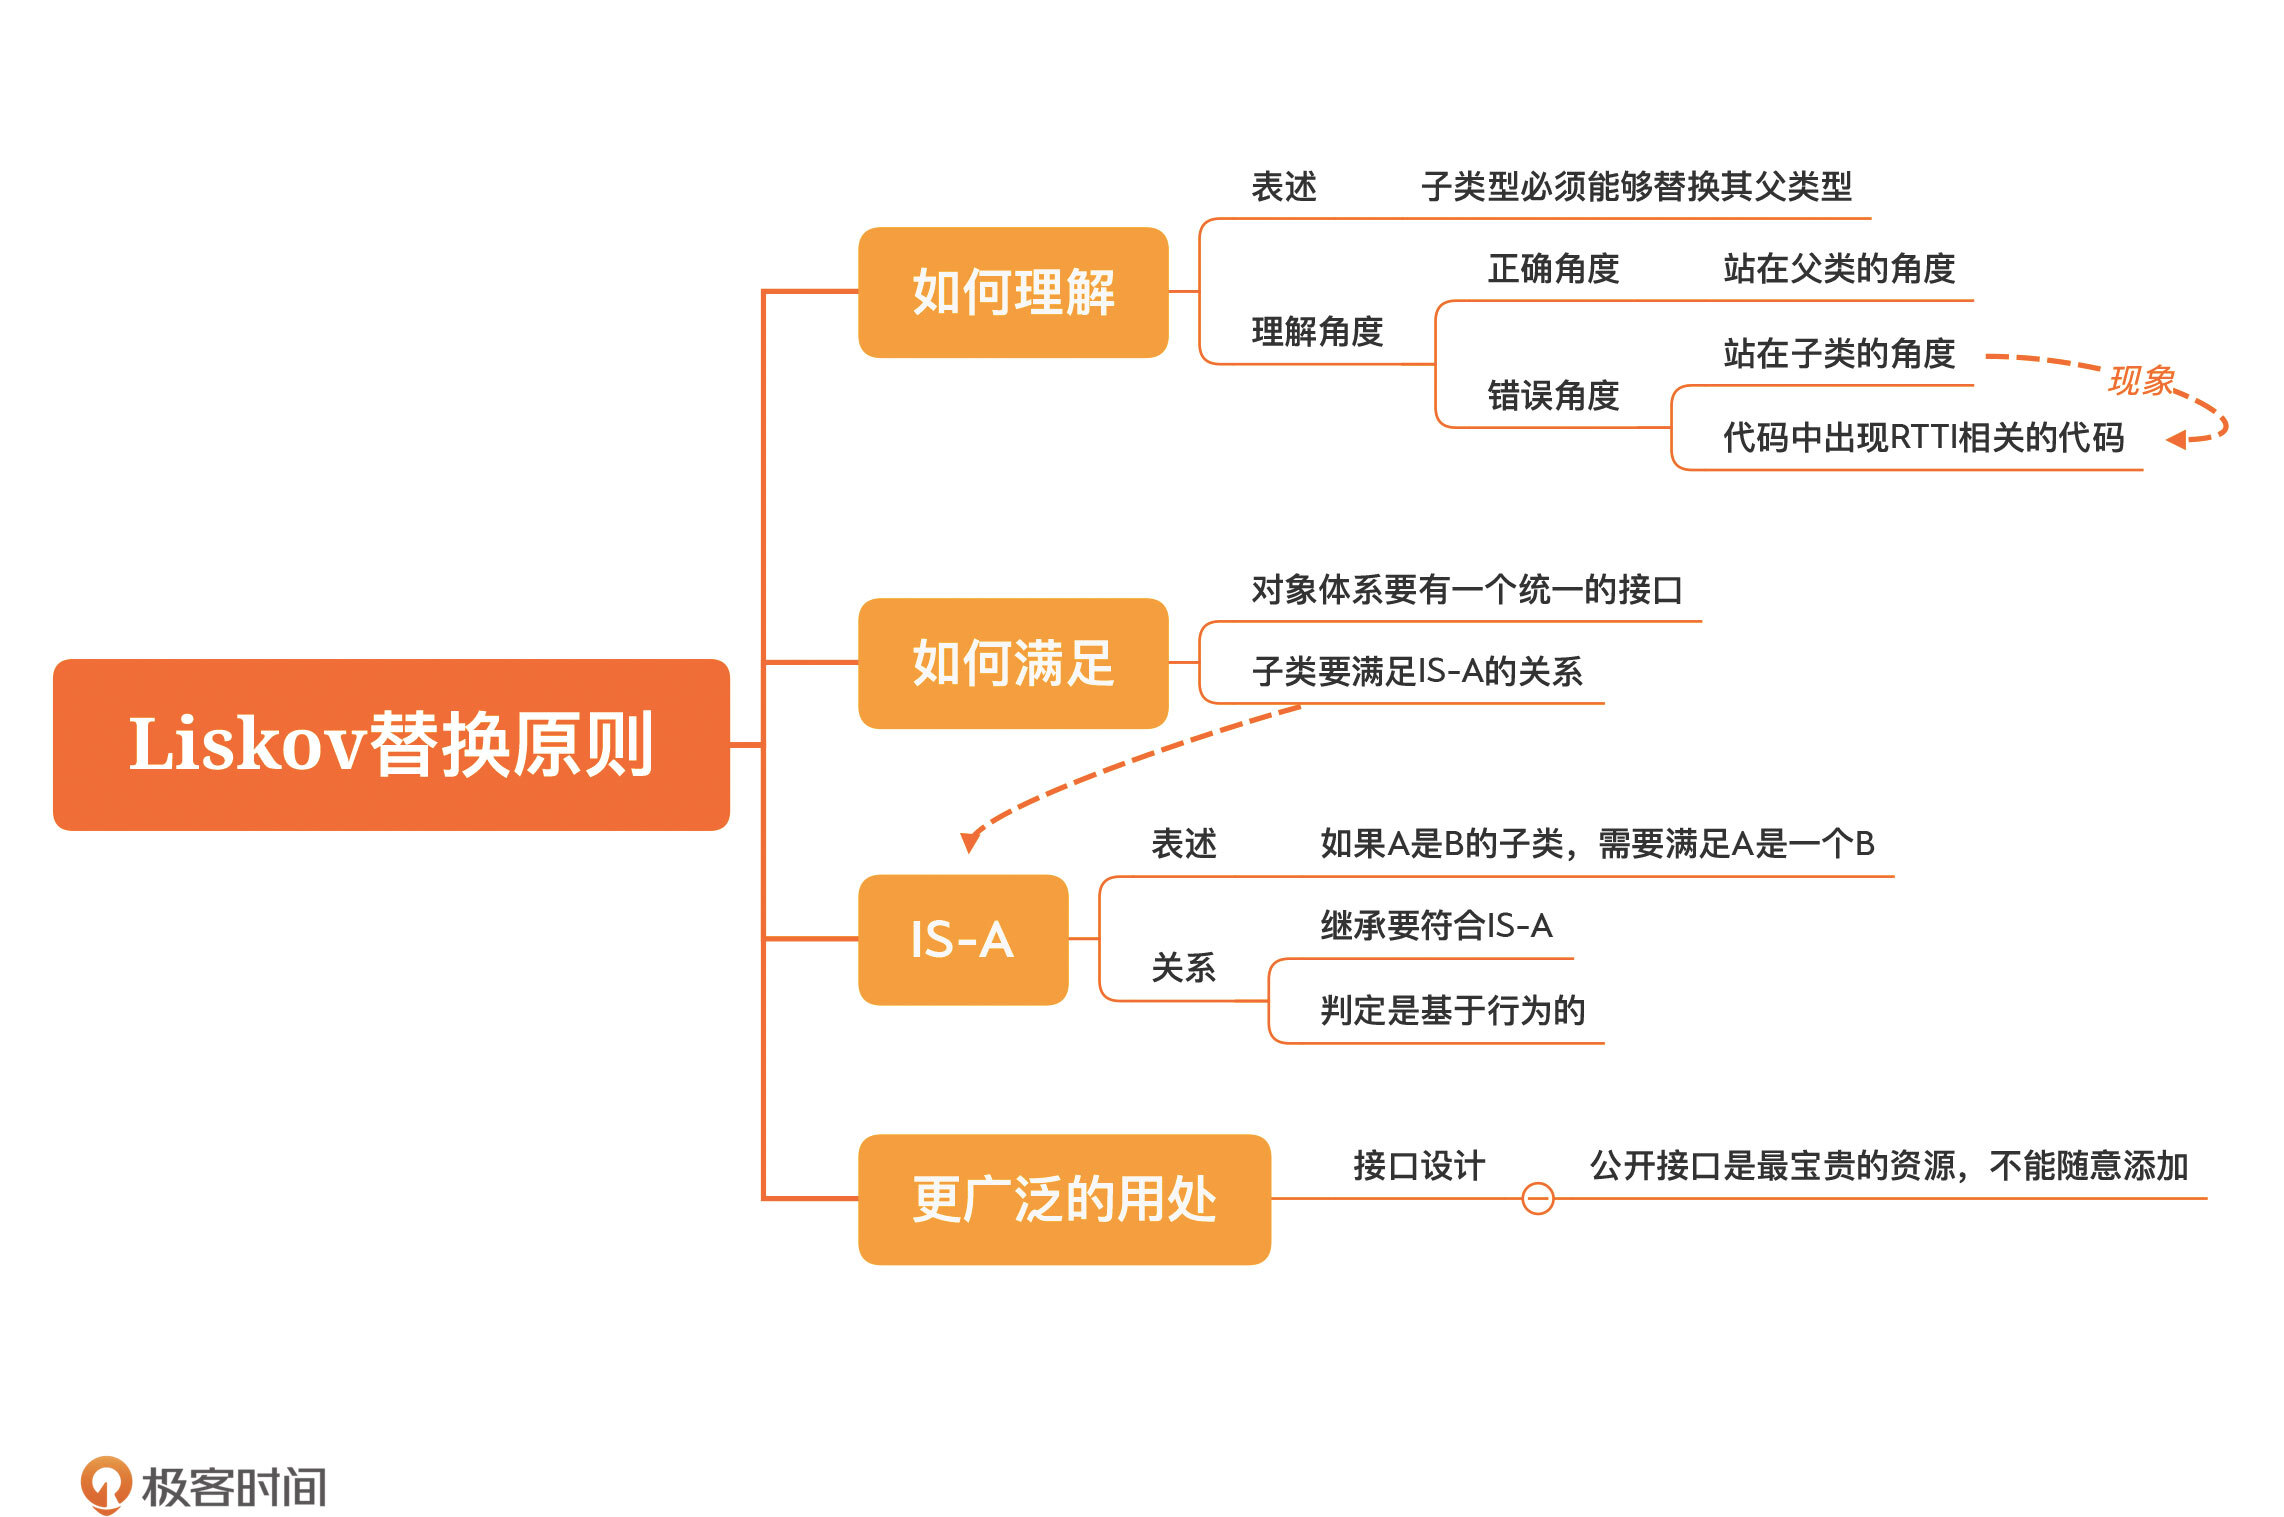 Liskov替换原则
如何理解
表述
子类型必须能够替换其父类型
理解角度
正确角度
站在父类的角度
错误角度
站在子类的角度
现象
代码中出现RTTI相关的代码
如何满足
对象体系要有一个统一的接口
子类要满足IS-A的关系
IS-A
表述
如果A是B的子类，需要满足A是一个B
关系
继承要符合IS-A
判定是基于行为的
更广泛的用处
接口设计
公开接口是最宝贵的资源，不能随意添加
极客时间